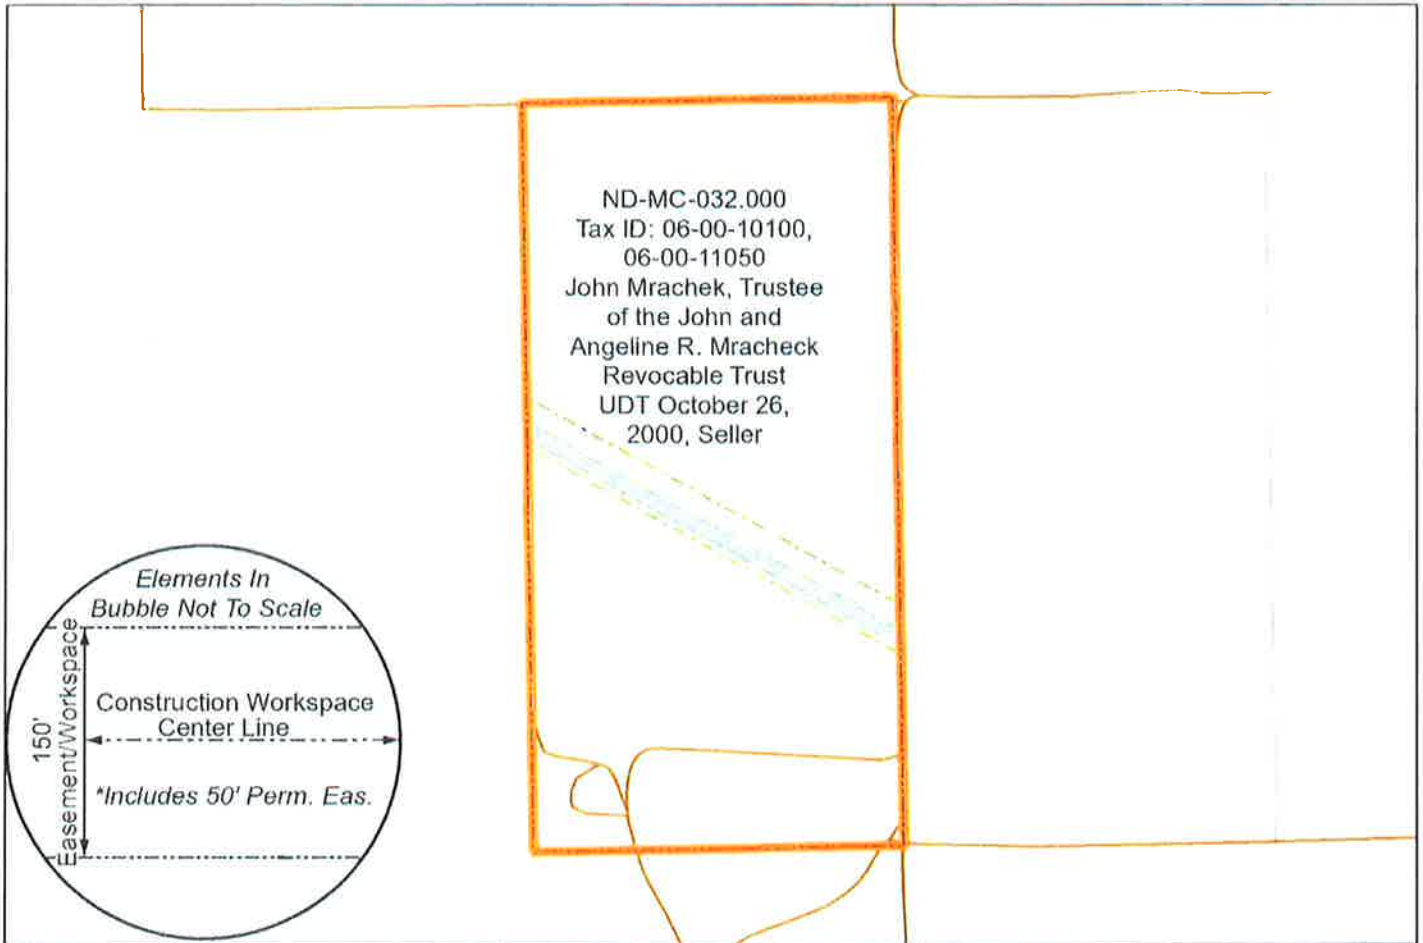 ND-MC-032.000
Tax ID: 06-00-10100,
06-00-11050
John Mrachek, Trustee
of the John and
Angeline R. Mracheck
Revocable Trust
UDT October 26,
2000, Seller
Elements In
Bubble Not To Scale
150'
Easement/Workspace
Construction Workspace
Center Line
*Includes 50' Perm. Eas.